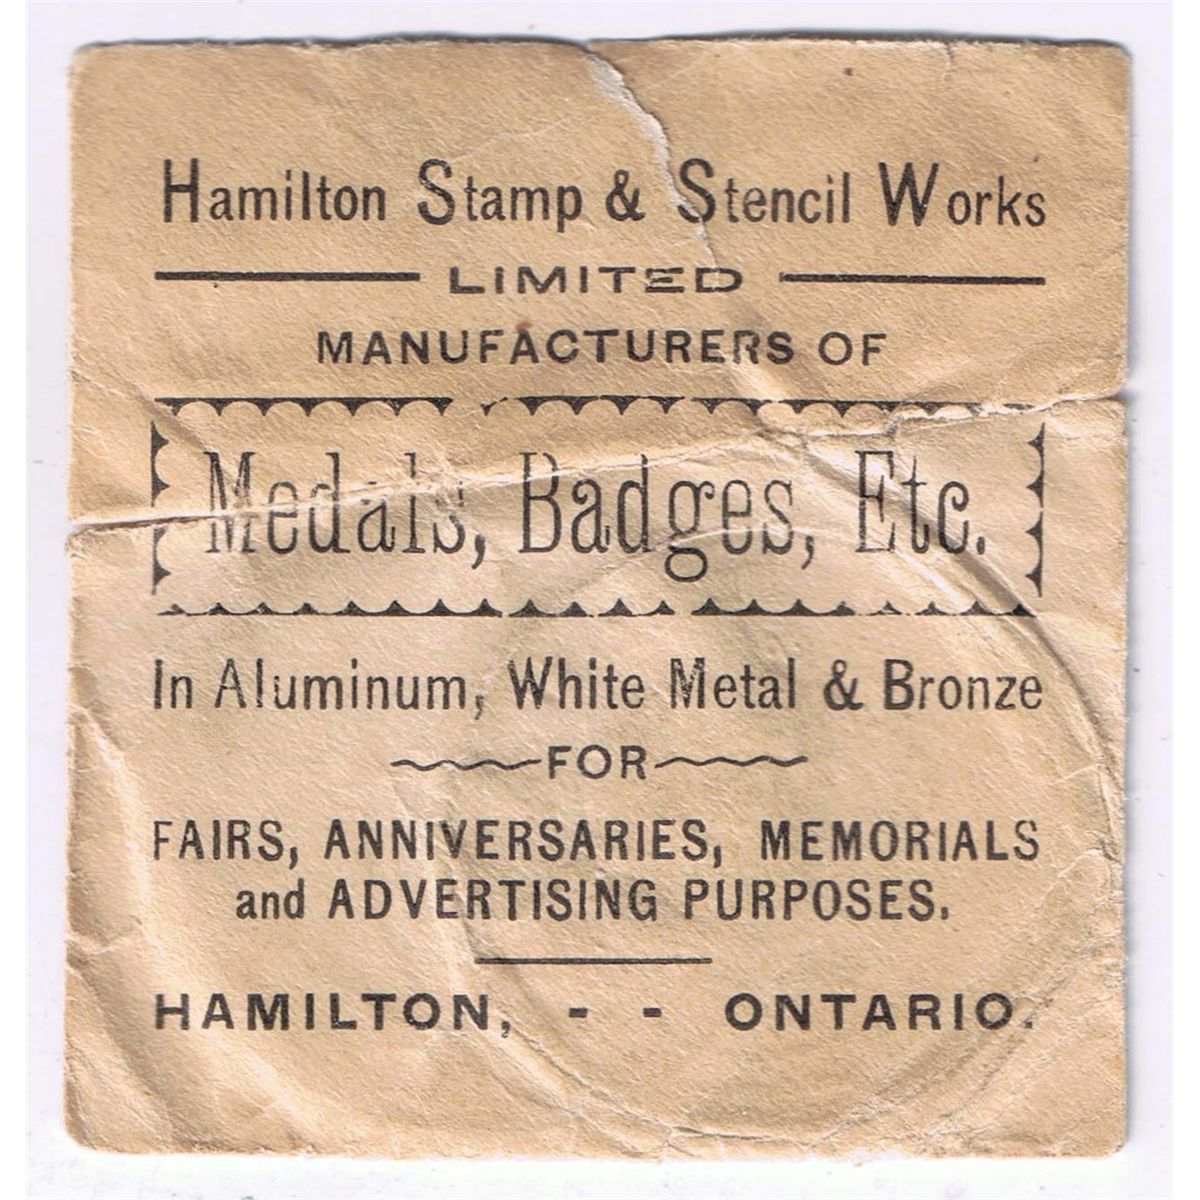 Hamilton Stamp & Stencil Works
LIMITED
MANUFACTURERS OF
Medals, Badges, Etc.
In Aluminum, White Metal & Bronze
FOR
FAIRS, ANNIVERSARIES, MEMORIALS
and ADVERTISING PURPOSES.
HAMILTON, - - ONTARIO.